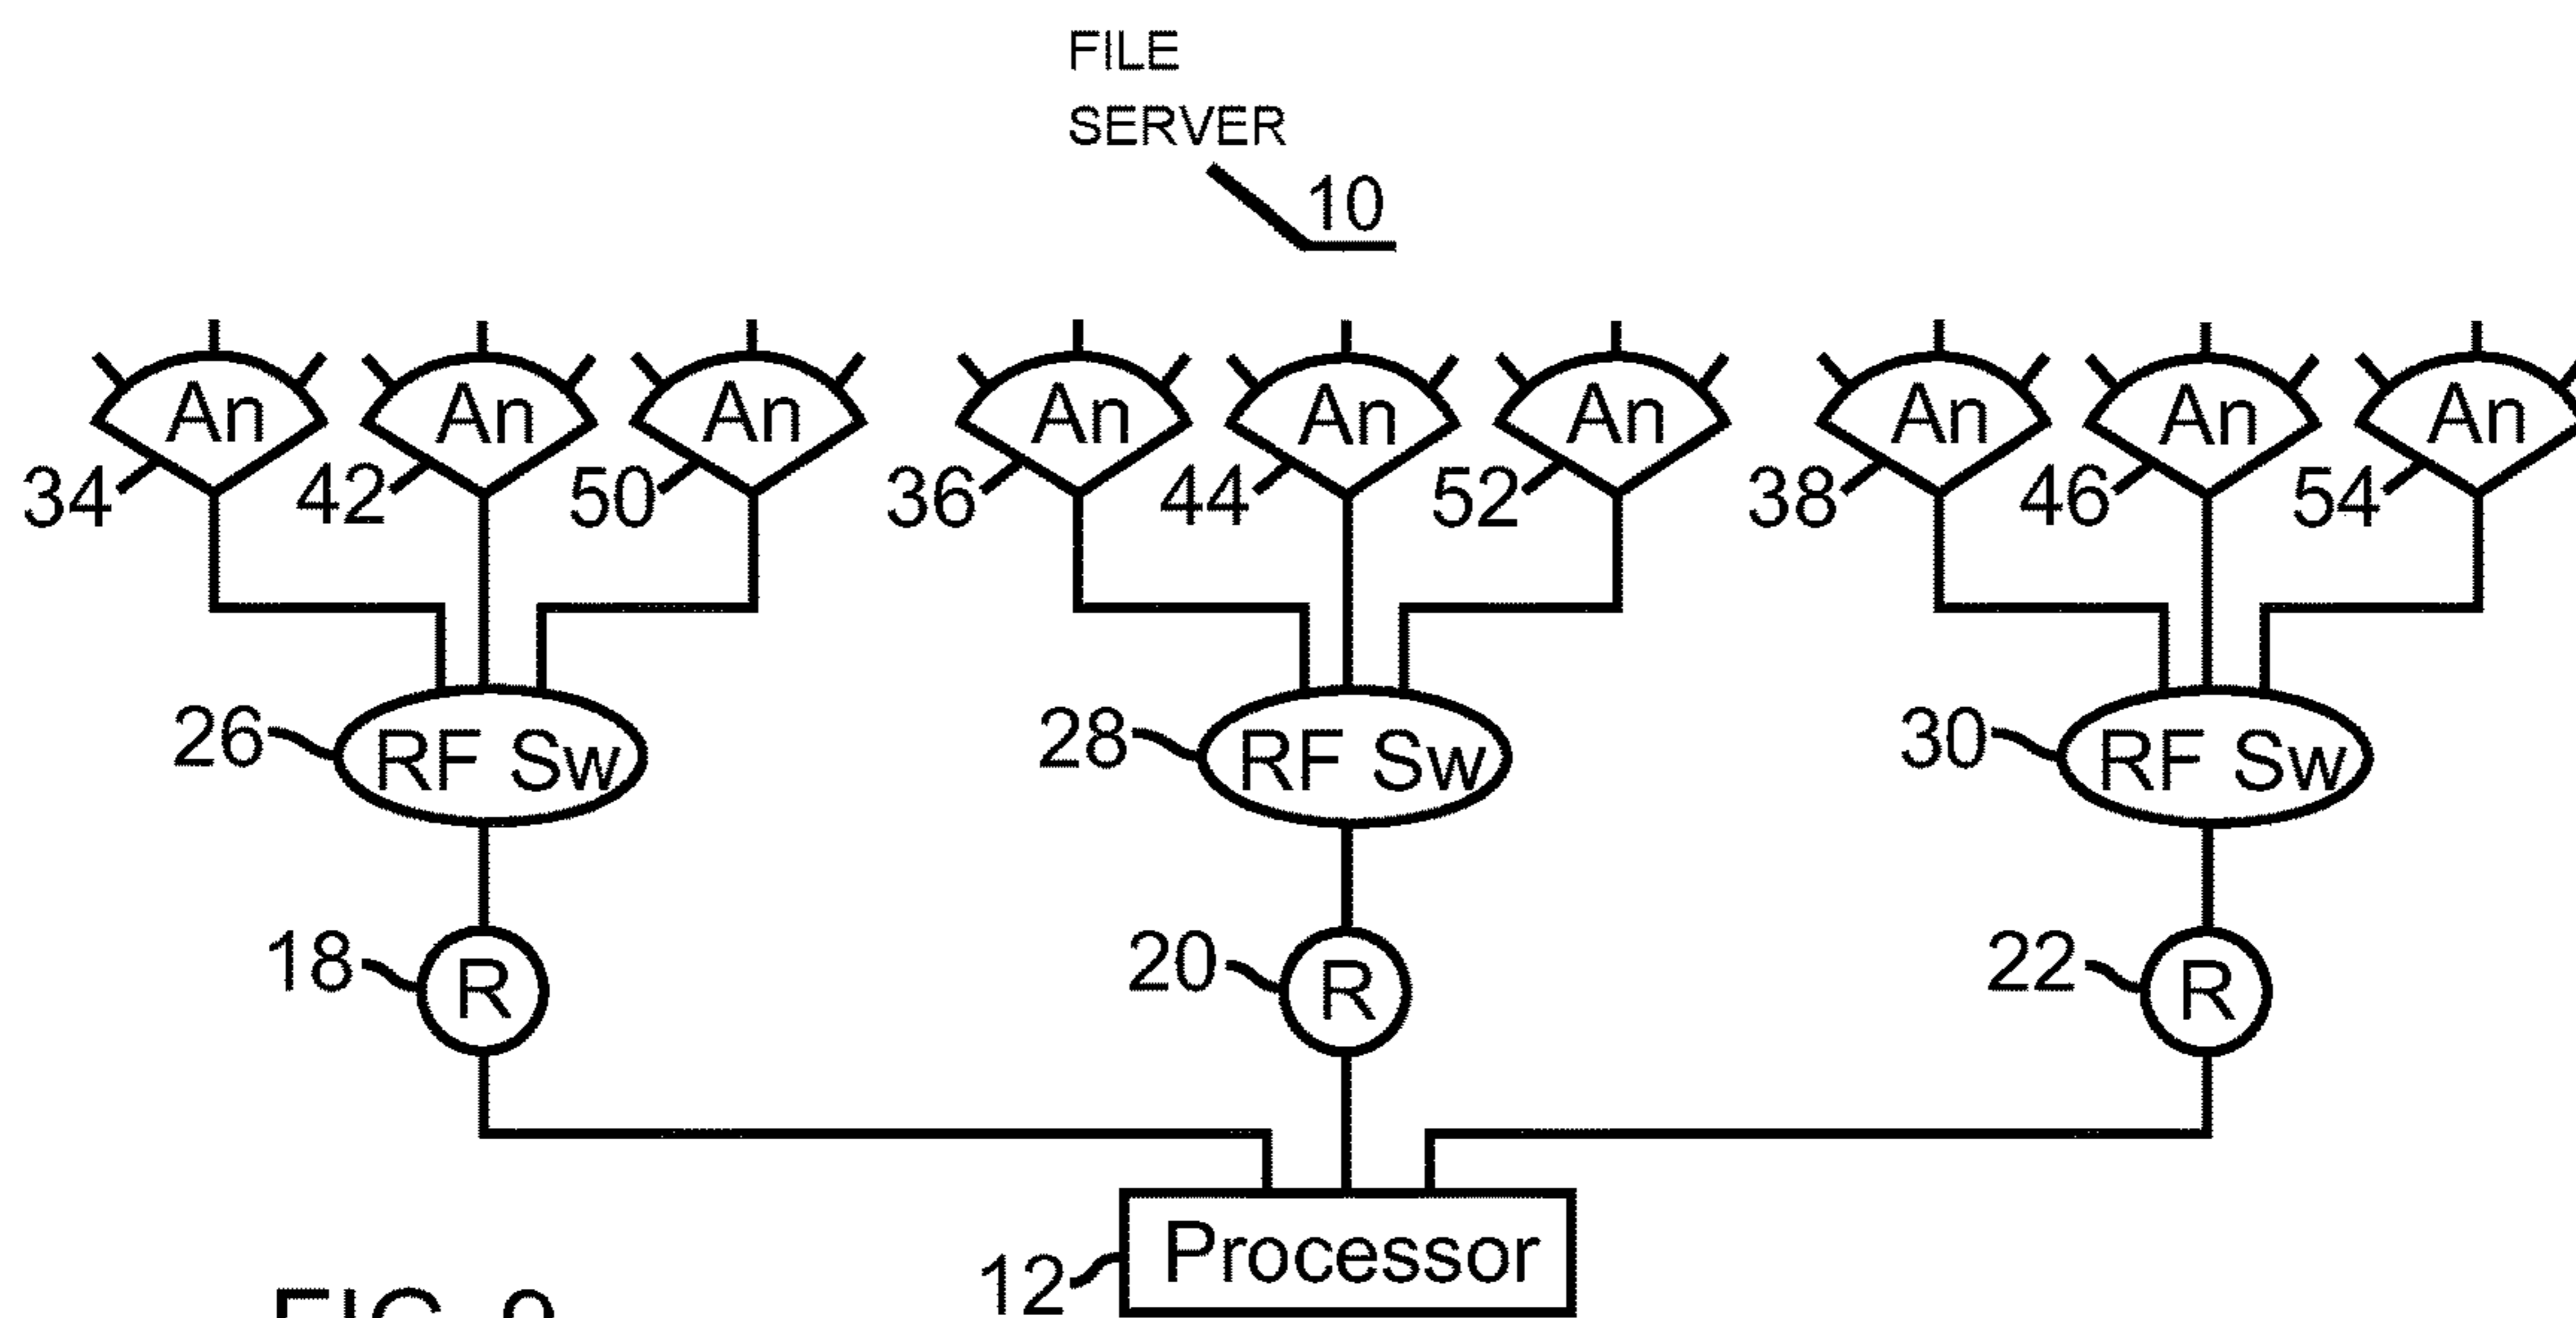 FILE
SERVER
10
An An An An An An An An An
34 42 50 36 44 52 38 46 54
26 RF Sw 28 RF Sw 30 RF Sw
18 R 20 R 22 R
12 Processor
FIG.